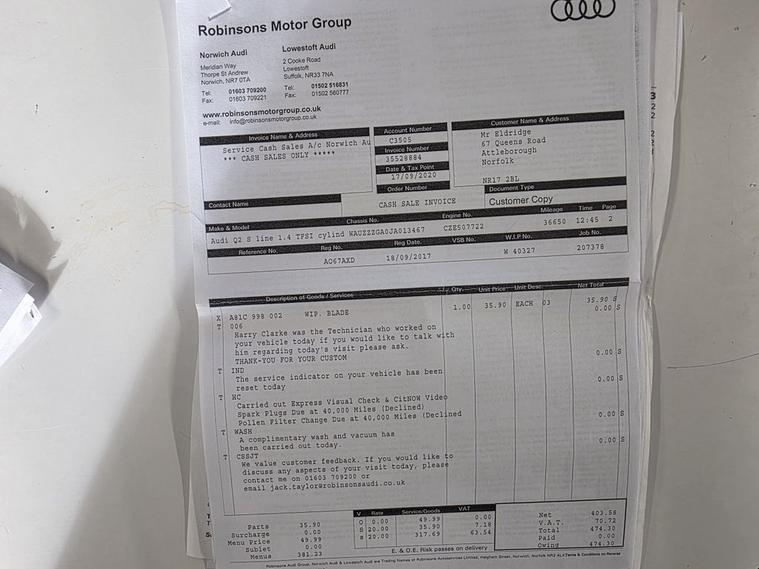 Robinsons Motor Group
Norwich Audi
Meridian Way
Thorpe St Andrew
Norwich, NR7 0TA
Tel: 01603 709200
Fax: 01603 709221
Lowestoft Audi
2 Cooke Road
Lowestoft
Suffolk, NR33 7NA
Tel: 01502 516831
Fax: 01502 560777
www.robinsonsmotorgroup.co.uk
e-mail: info@robinsonsmotorgroup.co.uk
Invoice Name & Address
Service Cash Sales A/c Norwich Au
*** CASH SALES ONLY *****
Account Number
C3505
Invoice Number
35528884
Date & Tax Point
17/09/2020
Order Number
Customer Name & Address
Mr Eldridge
67 Queens Road
Attleborough
Norfolk
NR17 2BL
Contact Name
CASH SALE INVOICE
Document Type
Customer Copy
Make & Model Chassis No. Engine No. Mileage Time Page
Audi Q2 S line 1.4 TFSI cylind WAUZZZGA0JA013467 CZE507722 36650 12:45 2
Reference No. Reg No. Reg Date. VSB No. W.I.P No. Job No.
AO67AXD 18/09/2017 W 40327 207378
Description of Goods / Services Qty. Unit Price Unit Desc Net Total
X A81C 998 002 WIP. BLADE 1.00 35.90 EACH 03 35.90 S
T 006 0.00 S
Harry Clarke was the Technician who worked on
your vehicle today if you would like to talk with
him regarding today's visit please ask.
THANK-YOU FOR YOUR CUSTOM
T IND 0.00 S
The service indicator on your vehicle has been
reset today
T HC 0.00 S
Carried out Express Visual Check & CitNOW Video
Spark Plugs Due at 40,000 Miles (Declined)
Pollen Filter Change Due at 40,000 Miles (Declined
T WASH 0.00 S
A complimentary wash and vacuum has
been carried out today.
T CSSJT 0.00 S
We value customer feedback. If you would like to
discuss any aspects of your visit today, please
contact me on 01603 709200 or
email jack.taylor@robinsonsaudi.co.uk
Parts 35.90
Surcharge 0.00
Menu Price 49.99
Sublet 0.00
Menus 381.23
V Rate Service/Goods VAT
O 0.00 49.99 0.00
S 20.00 35.90 7.18
s 20.00 317.69 63.54
E. & O.E. Risk passes on delivery
Net 403.58
V.A.T. 70.72
Total 474.30
Paid 0.00
Owing 474.30